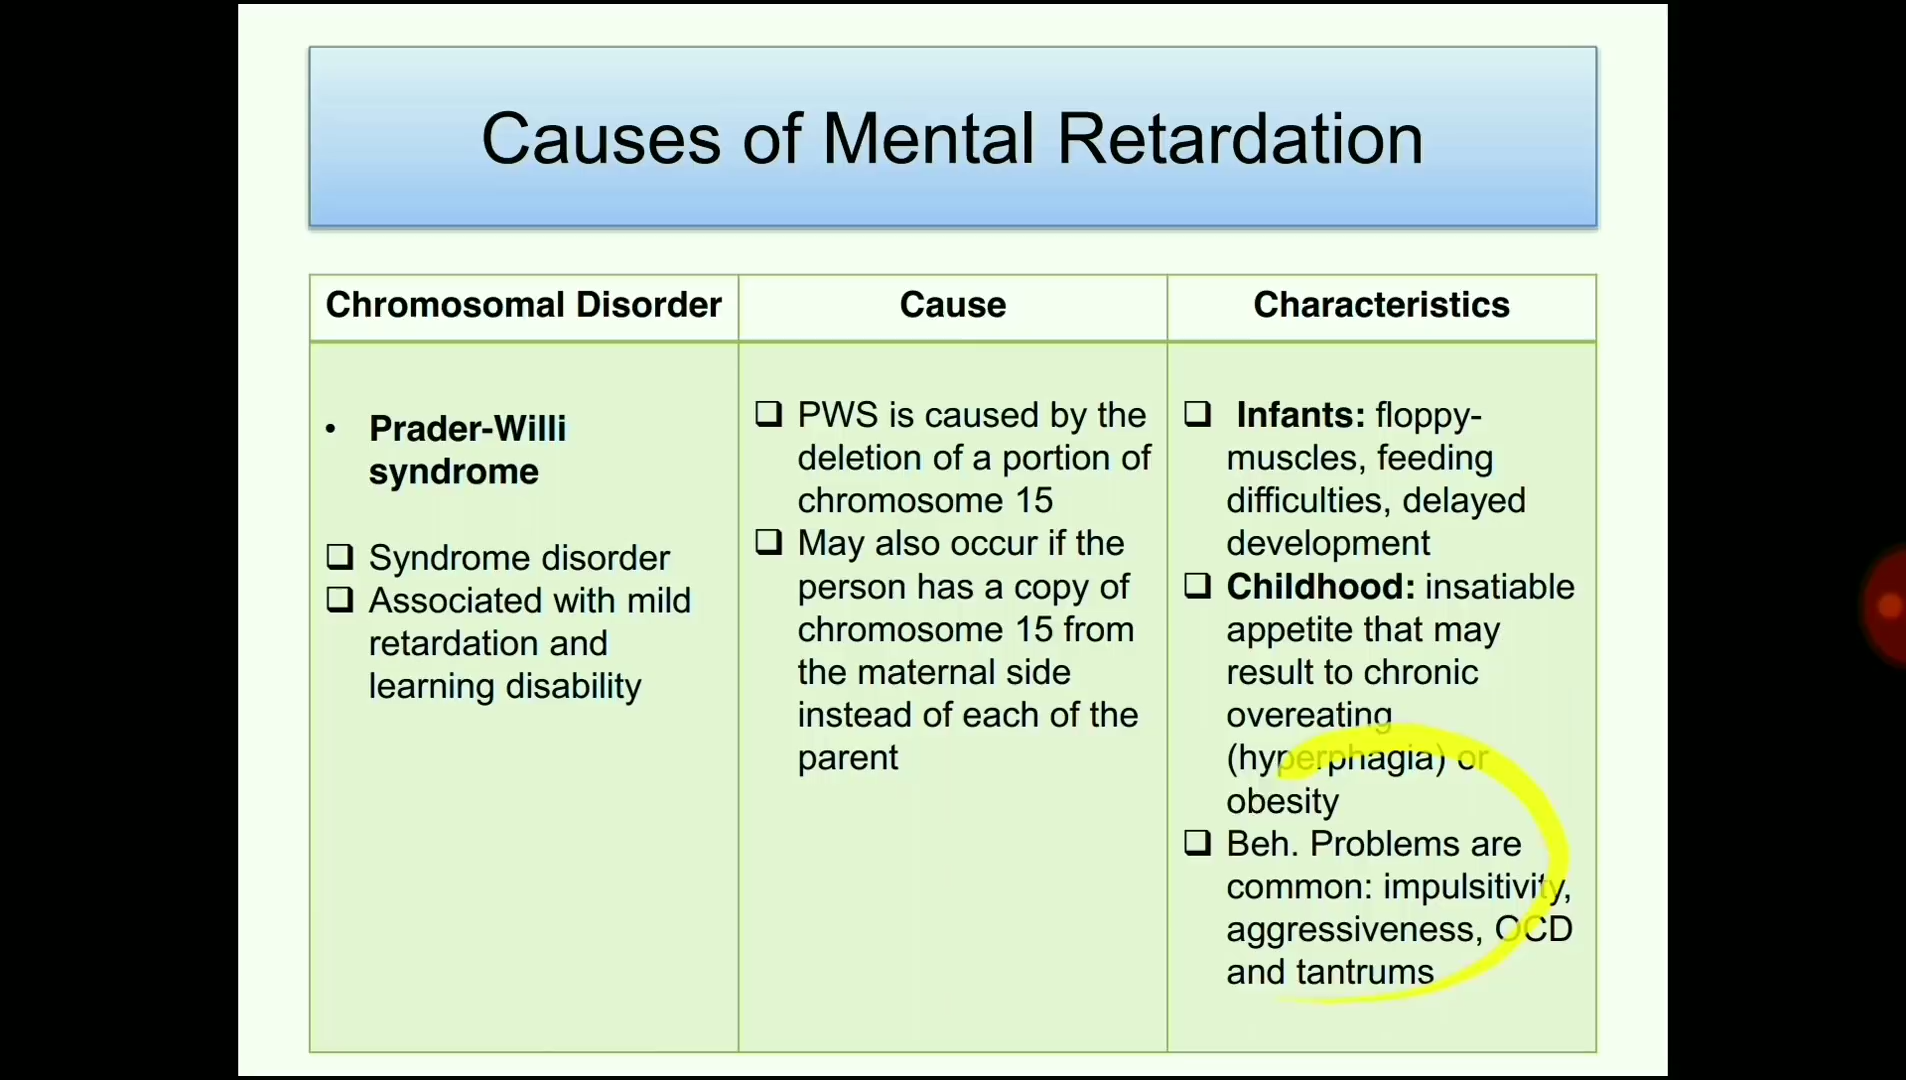 Causes of Mental Retardation
Chromosomal Disorder
Cause
Characteristics
• Prader-Willi
syndrome
❑ Syndrome disorder
❑ Associated with mild
retardation and
learning disability
❑ PWS is caused by the
deletion of a portion of
chromosome 15
❑ May also occur if the
person has a copy of
chromosome 15 from
the maternal side
instead of each of the
parent
❑ Infants: floppy-
muscles, feeding
difficulties, delayed
development
❑ Childhood: insatiable
appetite that may
result to chronic
overeating
(hyperphagia) or
obesity
❑ Beh. Problems are
common: impulsitivity,
aggressiveness, OCD
and tantrums